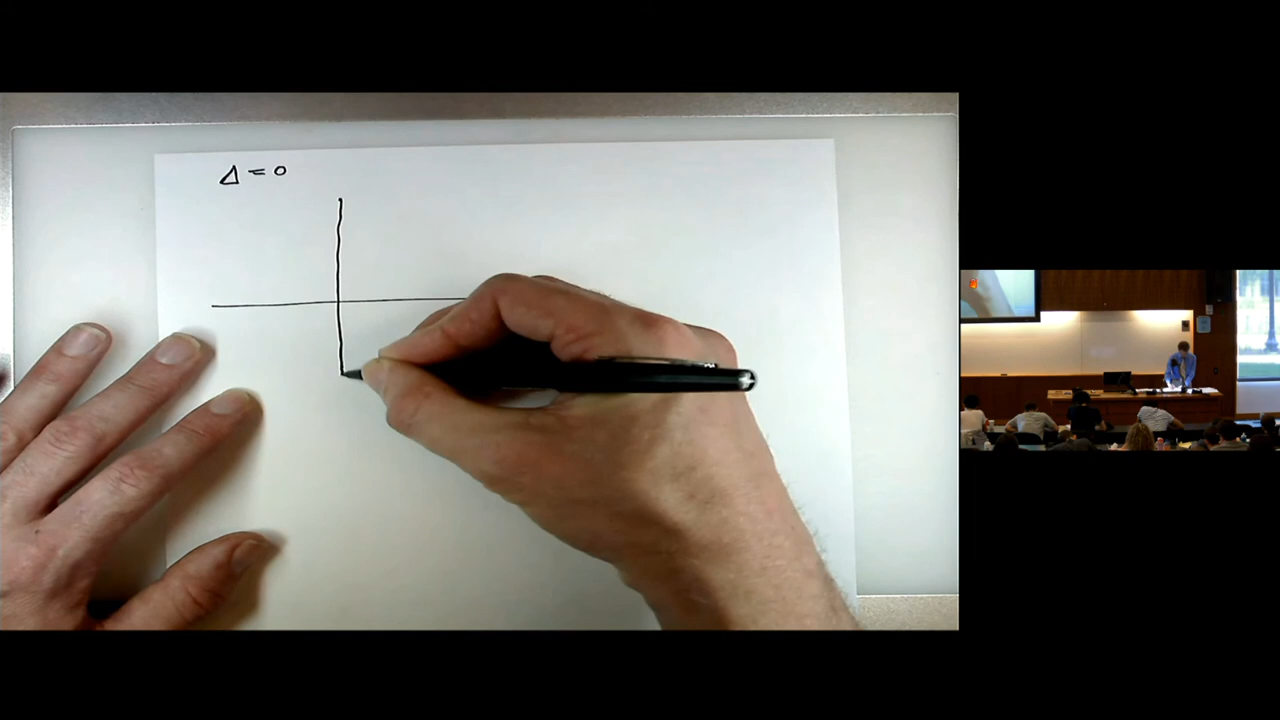 Δ = 0